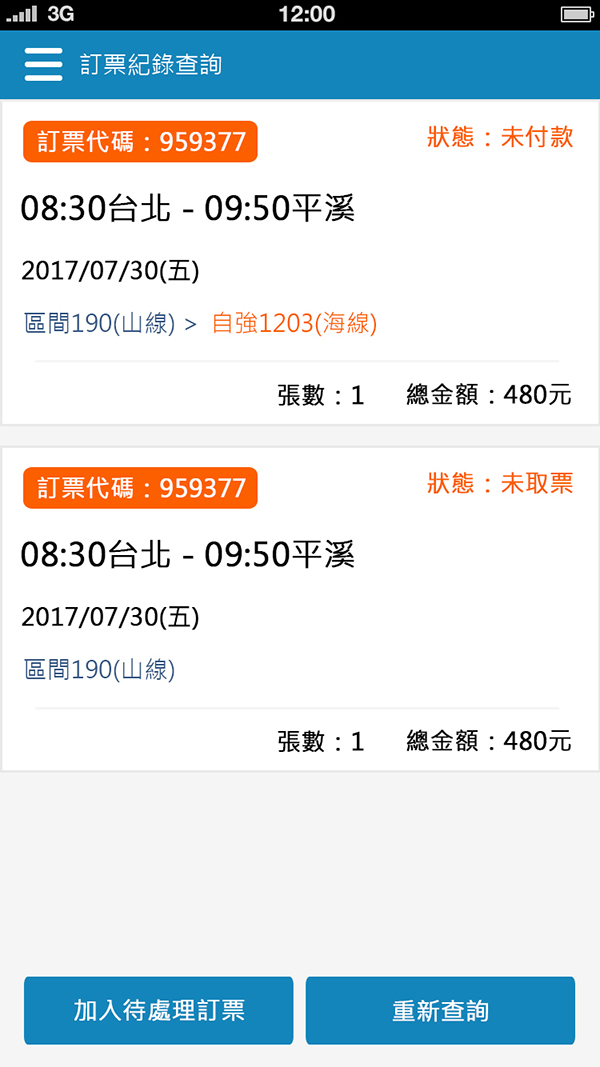 3G 12:00
訂票紀錄查詢
訂票代碼：959377 狀態：未付款
08:30台北 - 09:50平溪
2017/07/30(五)
區間190(山線) > 自強1203(海線)
張數：1 總金額：480元
訂票代碼：959377 狀態：未取票
08:30台北 - 09:50平溪
2017/07/30(五)
區間190(山線)
張數：1 總金額：480元
加入待處理訂票 重新查詢